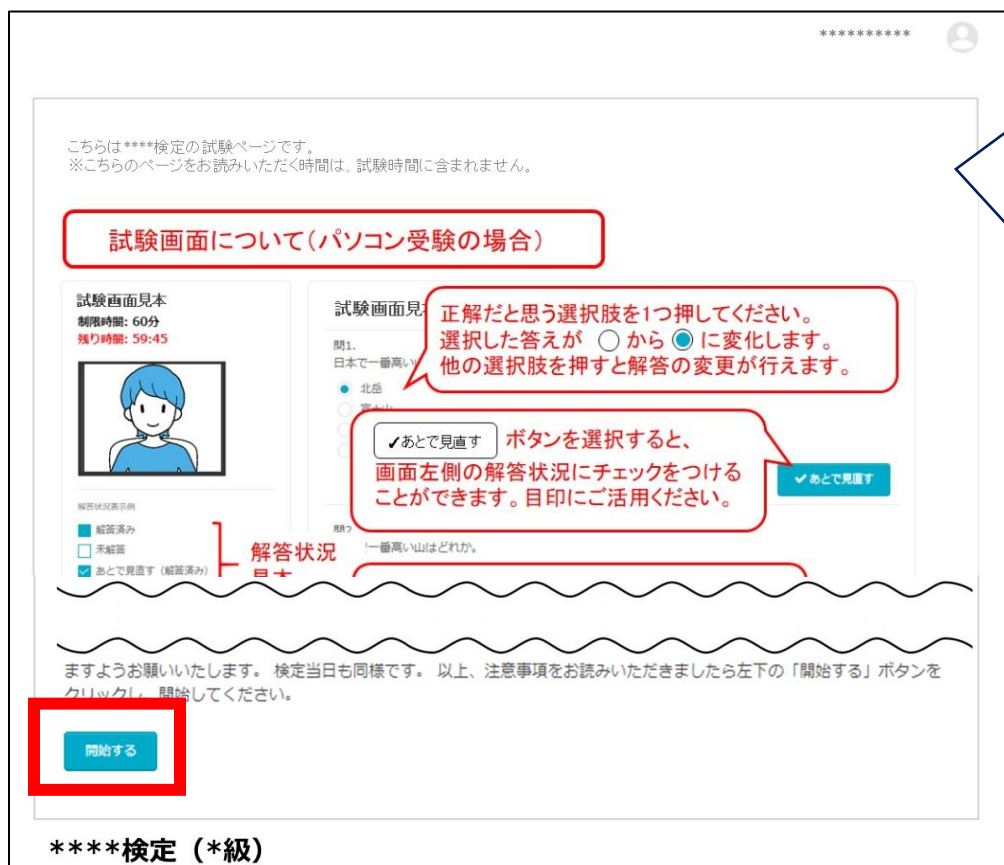 **********
こちらは****検定の試験ページです。
※こちらのページをお読みいただく時間は、試験時間に含まれません。
試験画面について(パソコン受験の場合)
試験画面見本
制限時間: 60分
残り時間: 59:45
解答状況表示例
解答済み
未解答
あとで見直す(解答済み)
解答状況
見本
試験画面見
問1.
日本で一番高い
北岳
正解だと思う選択肢を1つ押してください。
選択した答えが ○ から ◉ に変化します。
他の選択肢を押すと解答の変更が行えます。
✓あとで見直す ボタンを選択すると、
画面左側の解答状況にチェックをつける
ことができます。目印にご活用ください。
✓あとで見直す
問2
一番高い山はどれか。
ますようお願いいたします。 検定当日も同様です。 以上、注意事項をお読みいただきましたら左下の「開始する」ボタンを
クリックし、開始してください。
開始する
****検定(*級)